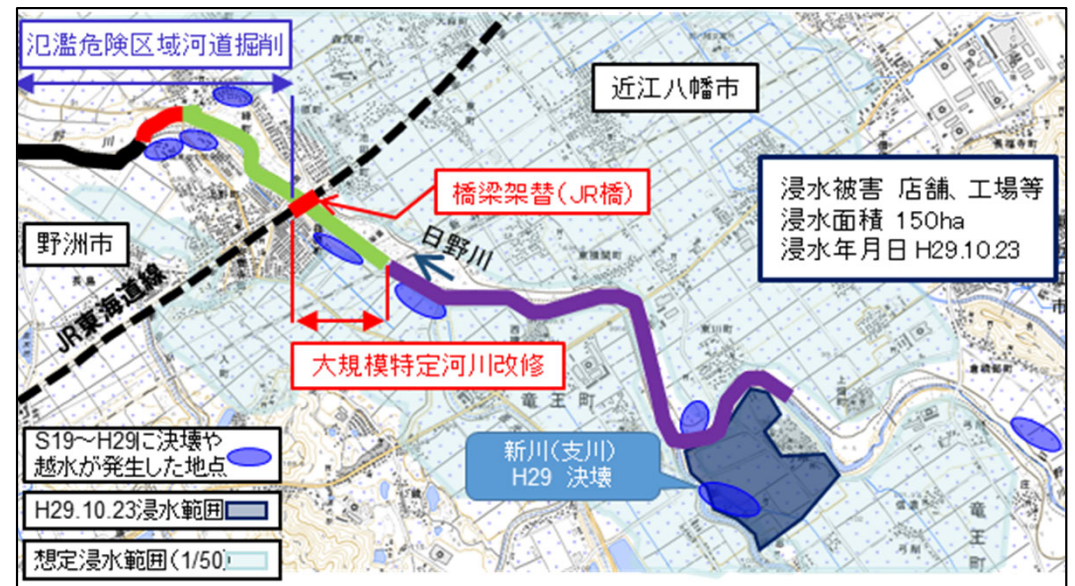 氾濫危険区域河道掘削
近江八幡市
橋梁架替(JR橋)
浸水被害 店舗、工場等
浸水面積 150ha
浸水年月日 H29.10.23
野洲市
日野川
JR東海道線
大規模特定河川改修
竜王町
新川(支川)
H29 決壊
S19～H29に決壊や
越水が発生した地点
H29.10.23浸水範囲
想定浸水範囲(1/50)
竜
王
町